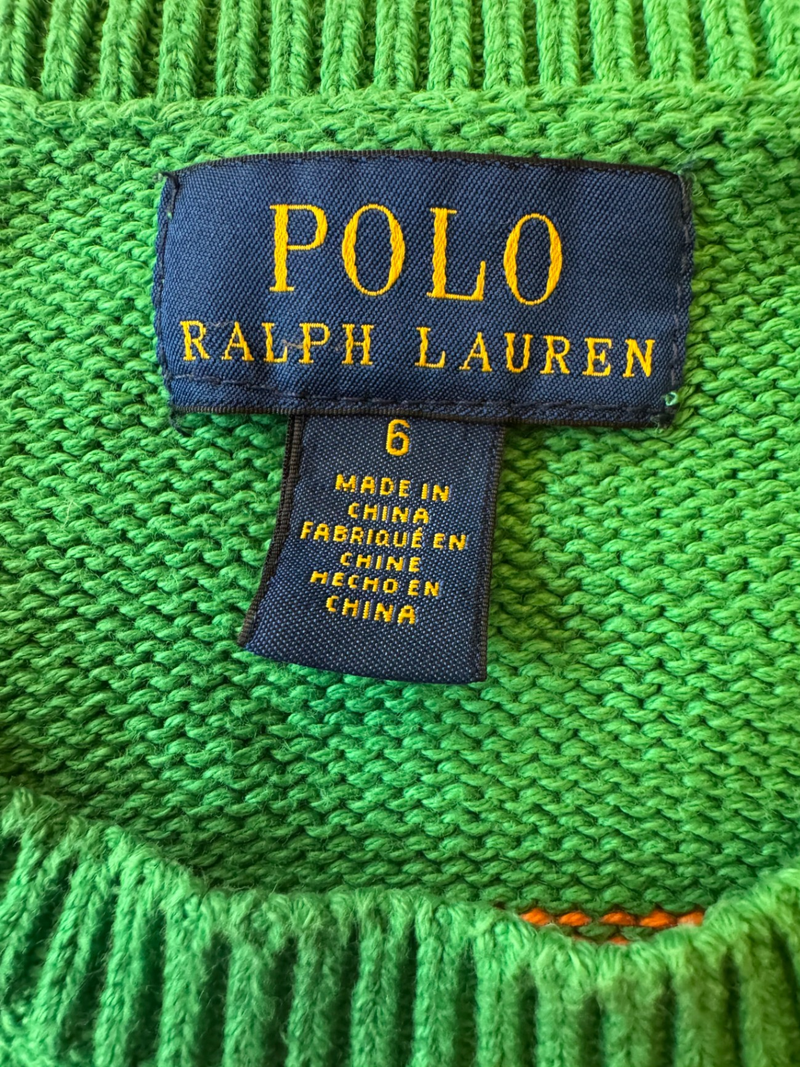 POLO
RALPH LAUREN
6
MADE IN
CHINA
FABRIQUÉ EN
CHINE
HECHO EN
CHINA